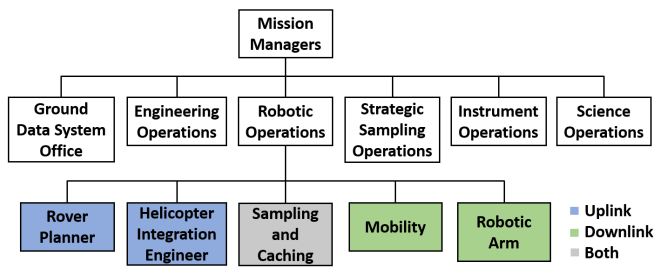 Mission
Managers
Ground
Data System
Office
Engineering
Operations
Robotic
Operations
Strategic
Sampling
Operations
Instrument
Operations
Science
Operations
Rover
Planner
Helicopter
Integration
Engineer
Sampling
and
Caching
Mobility
Robotic
Arm
Uplink
Downlink
Both